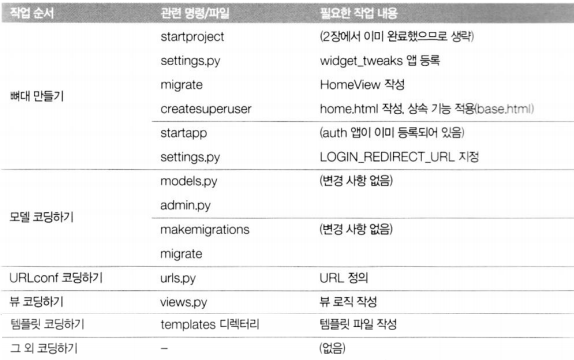 작업 순서 관련 명령/파일 필요한 작업 내용
startproject (2장에서 이미 완료했으므로 생략)
settings.py widget_tweaks 앱 등록
migrate HomeView 작성
뼈대 만들기
createsuperuser home.html 작성, 상속 기능 적용(base.html)
startapp (auth 앱이 이미 등록되어 있음)
settings.py LOGIN_REDIRECT_URL 지정
models.py (변경 사항 없음)
admin.py
모델 코딩하기
makemigrations (변경 사항 없음)
migrate
URLconf 코딩하기 urls.py URL 정의
뷰 코딩하기 views.py 뷰 로직 작성
템플릿 코딩하기 templates 디렉터리 템플릿 파일 작성
그 외 코딩하기 – (없음)